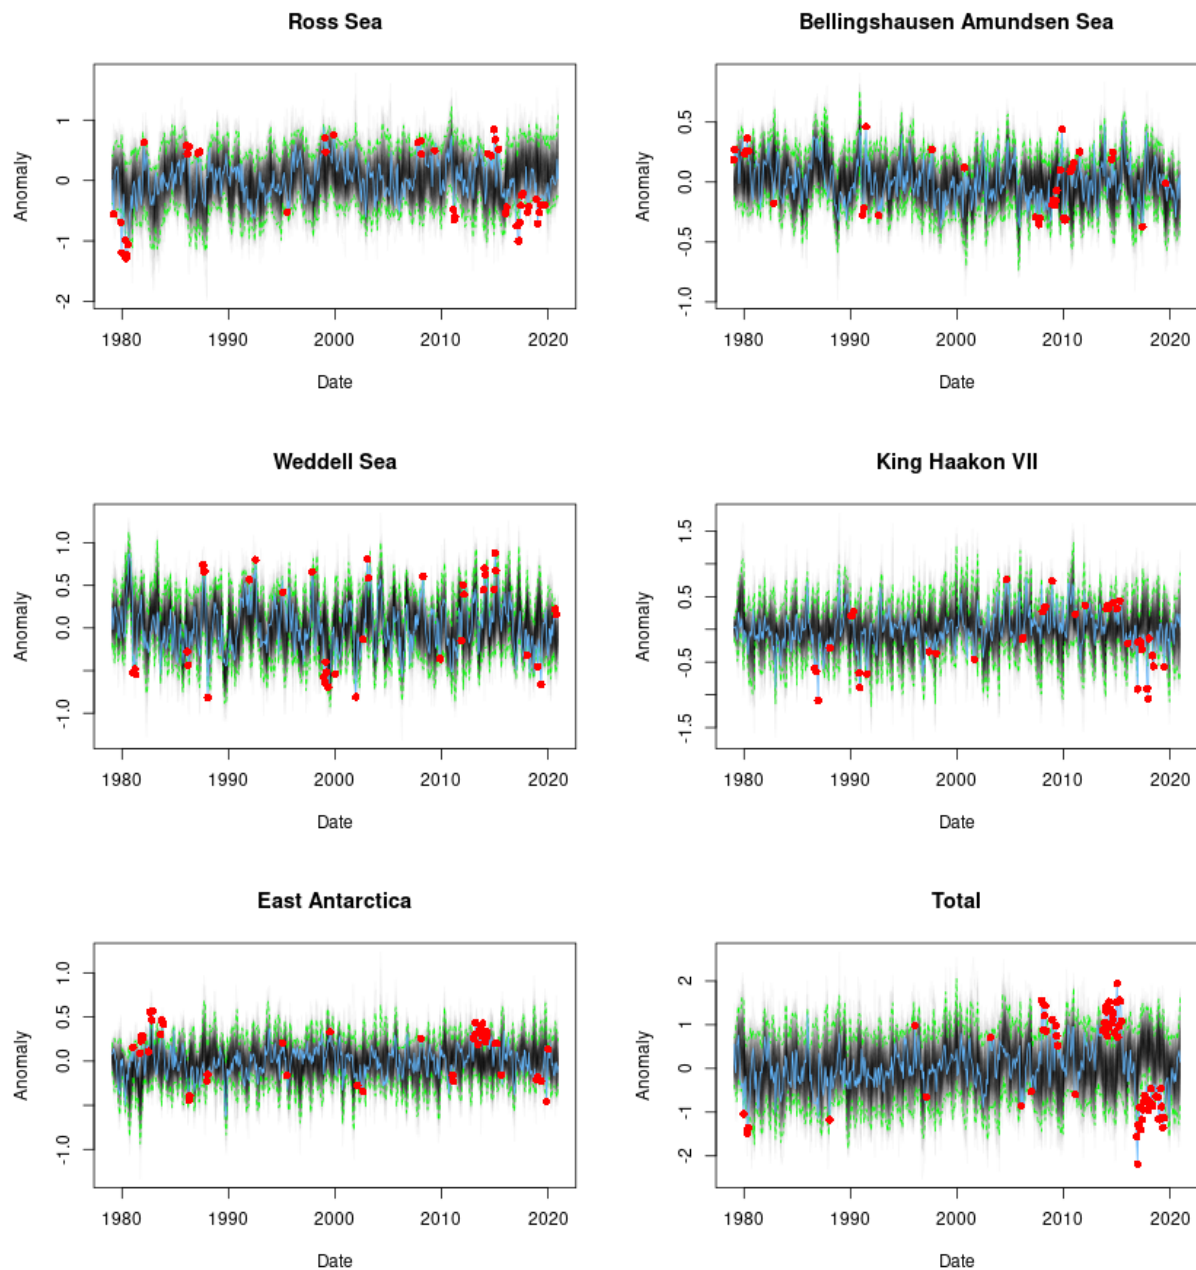 Ross Sea
Anomaly
1
0
-1
-2
1980 1990 2000 2010 2020
Date
Bellingshausen Amundsen Sea
Anomaly
0.5
0.0
-0.5
-1.0
1980 1990 2000 2010 2020
Date
Weddell Sea
Anomaly
1.0
0.5
0.0
-1.0
1980 1990 2000 2010 2020
Date
King Haakon VII
Anomaly
1.5
0.5
-0.5
-1.5
1980 1990 2000 2010 2020
Date
East Antarctica
Anomaly
1.0
0.5
0.0
-1.0
1980 1990 2000 2010 2020
Date
Total
Anomaly
2
1
0
-1
-2
1980 1990 2000 2010 2020
Date